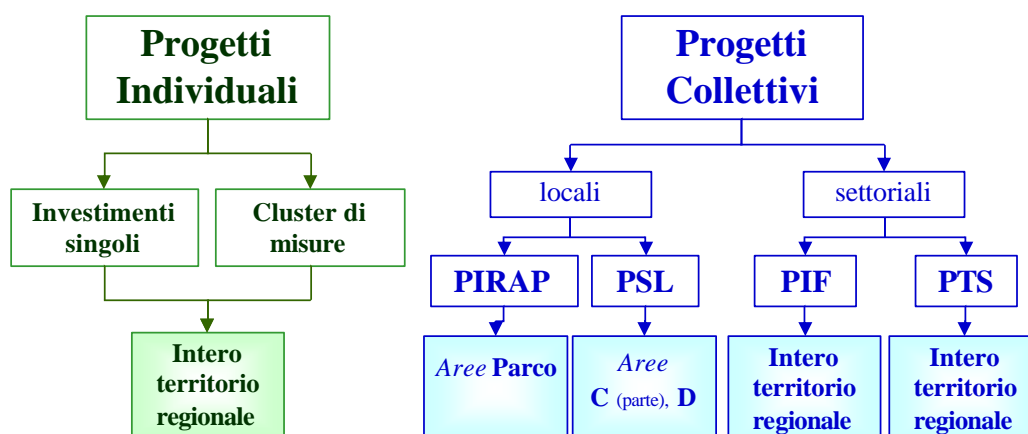 Progetti
Individuali
Progetti
Collettivi
Investimenti
singoli
Cluster di
misure
locali
settoriali
PIRAP
PSL
PIF
PTS
Intero
territorio
regionale
Aree Parco
Aree
C (parte), D
Intero
territorio
regionale
Intero
territorio
regionale